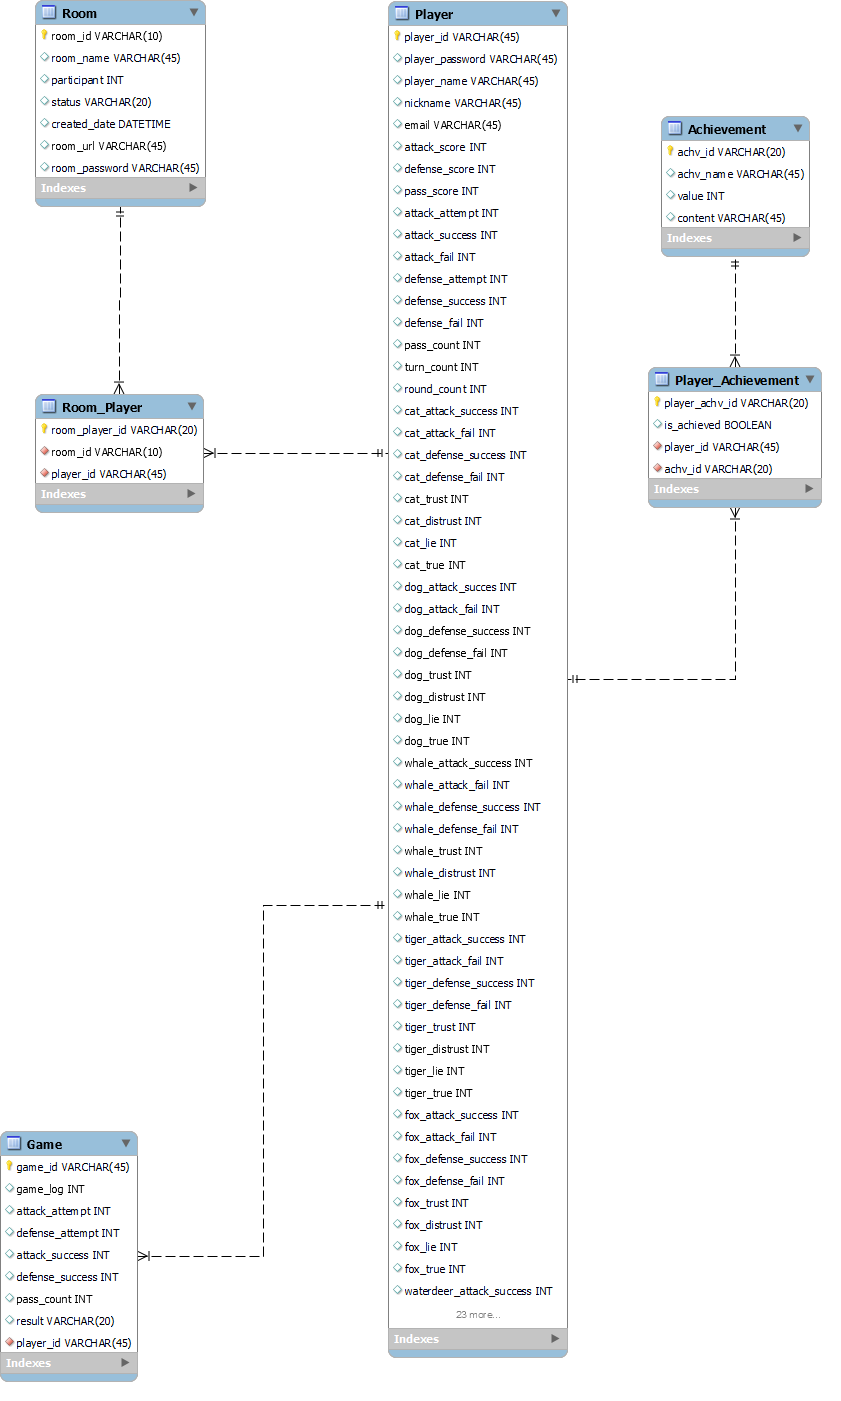 Room
room_id VARCHAR(10)
room_name VARCHAR(45)
participant INT
status VARCHAR(20)
created_date DATETIME
room_url VARCHAR(45)
room_password VARCHAR(45)
Indexes
Room_Player
room_player_id VARCHAR(20)
room_id VARCHAR(10)
player_id VARCHAR(45)
Indexes
Game
game_id VARCHAR(45)
game_log INT
attack_attempt INT
defense_attempt INT
attack_success INT
defense_success INT
pass_count INT
result VARCHAR(20)
player_id VARCHAR(45)
Indexes
Player
player_id VARCHAR(45)
player_password VARCHAR(45)
player_name VARCHAR(45)
nickname VARCHAR(45)
email VARCHAR(45)
attack_score INT
defense_score INT
pass_score INT
attack_attempt INT
attack_success INT
attack_fail INT
defense_attempt INT
defense_success INT
defense_fail INT
pass_count INT
turn_count INT
round_count INT
cat_attack_success INT
cat_attack_fail INT
cat_defense_success INT
cat_defense_fail INT
cat_trust INT
cat_distrust INT
cat_lie INT
cat_true INT
dog_attack_succes INT
dog_attack_fail INT
dog_defense_success INT
dog_defense_fail INT
dog_trust INT
dog_distrust INT
dog_lie INT
dog_true INT
whale_attack_success INT
whale_attack_fail INT
whale_defense_success INT
whale_defense_fail INT
whale_trust INT
whale_distrust INT
whale_lie INT
whale_true INT
tiger_attack_success INT
tiger_attack_fail INT
tiger_defense_success INT
tiger_defense_fail INT
tiger_trust INT
tiger_distrust INT
tiger_lie INT
tiger_true INT
fox_attack_success INT
fox_attack_fail INT
fox_defense_success INT
fox_defense_fail INT
fox_trust INT
fox_distrust INT
fox_lie INT
fox_true INT
waterdeer_attack_success INT
23 more...
Indexes
Achievement
achv_id VARCHAR(20)
achv_name VARCHAR(45)
value INT
content VARCHAR(45)
Indexes
Player_Achievement
player_achv_id VARCHAR(20)
is_achieved BOOLEAN
player_id VARCHAR(45)
achv_id VARCHAR(20)
Indexes